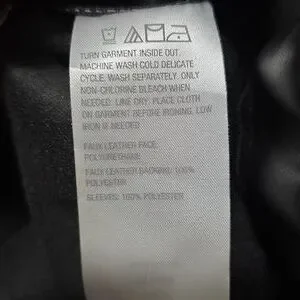 TURN GARMENT INSIDE OUT.
MACHINE WASH COLD DELICATE
CYCLE. WASH SEPARATELY. ONLY
NON-CHLORINE BLEACH WHEN
NEEDED. LINE DRY. PLACE CLOTH
ON GARMENT BEFORE IRONING. LOW
IRON IF NEEDED
FAUX LEATHER FACE:
POLYURETHANE
FAUX LEATHER BACKING: 100%
POLYESTER
SLEEVES: 100% POLYESTER